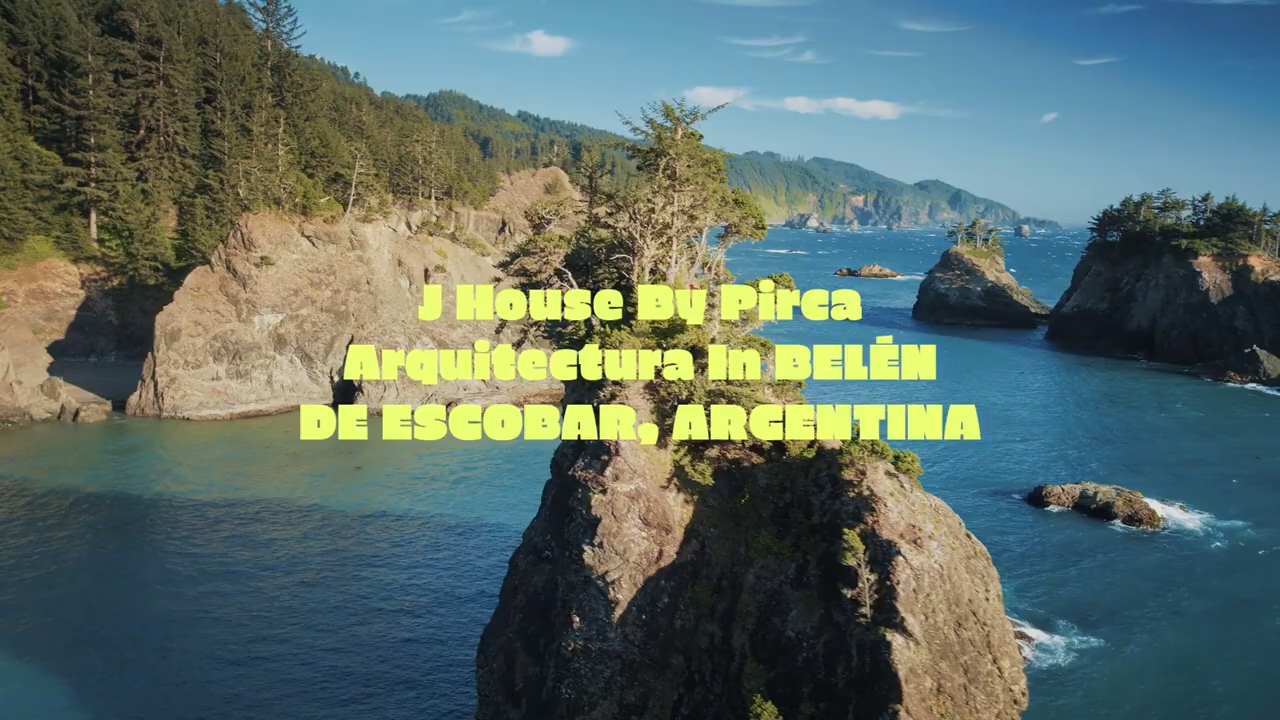 J House By Pirca
Arquitectura In BELÉN
DE ESCOBAR, ARGENTINA